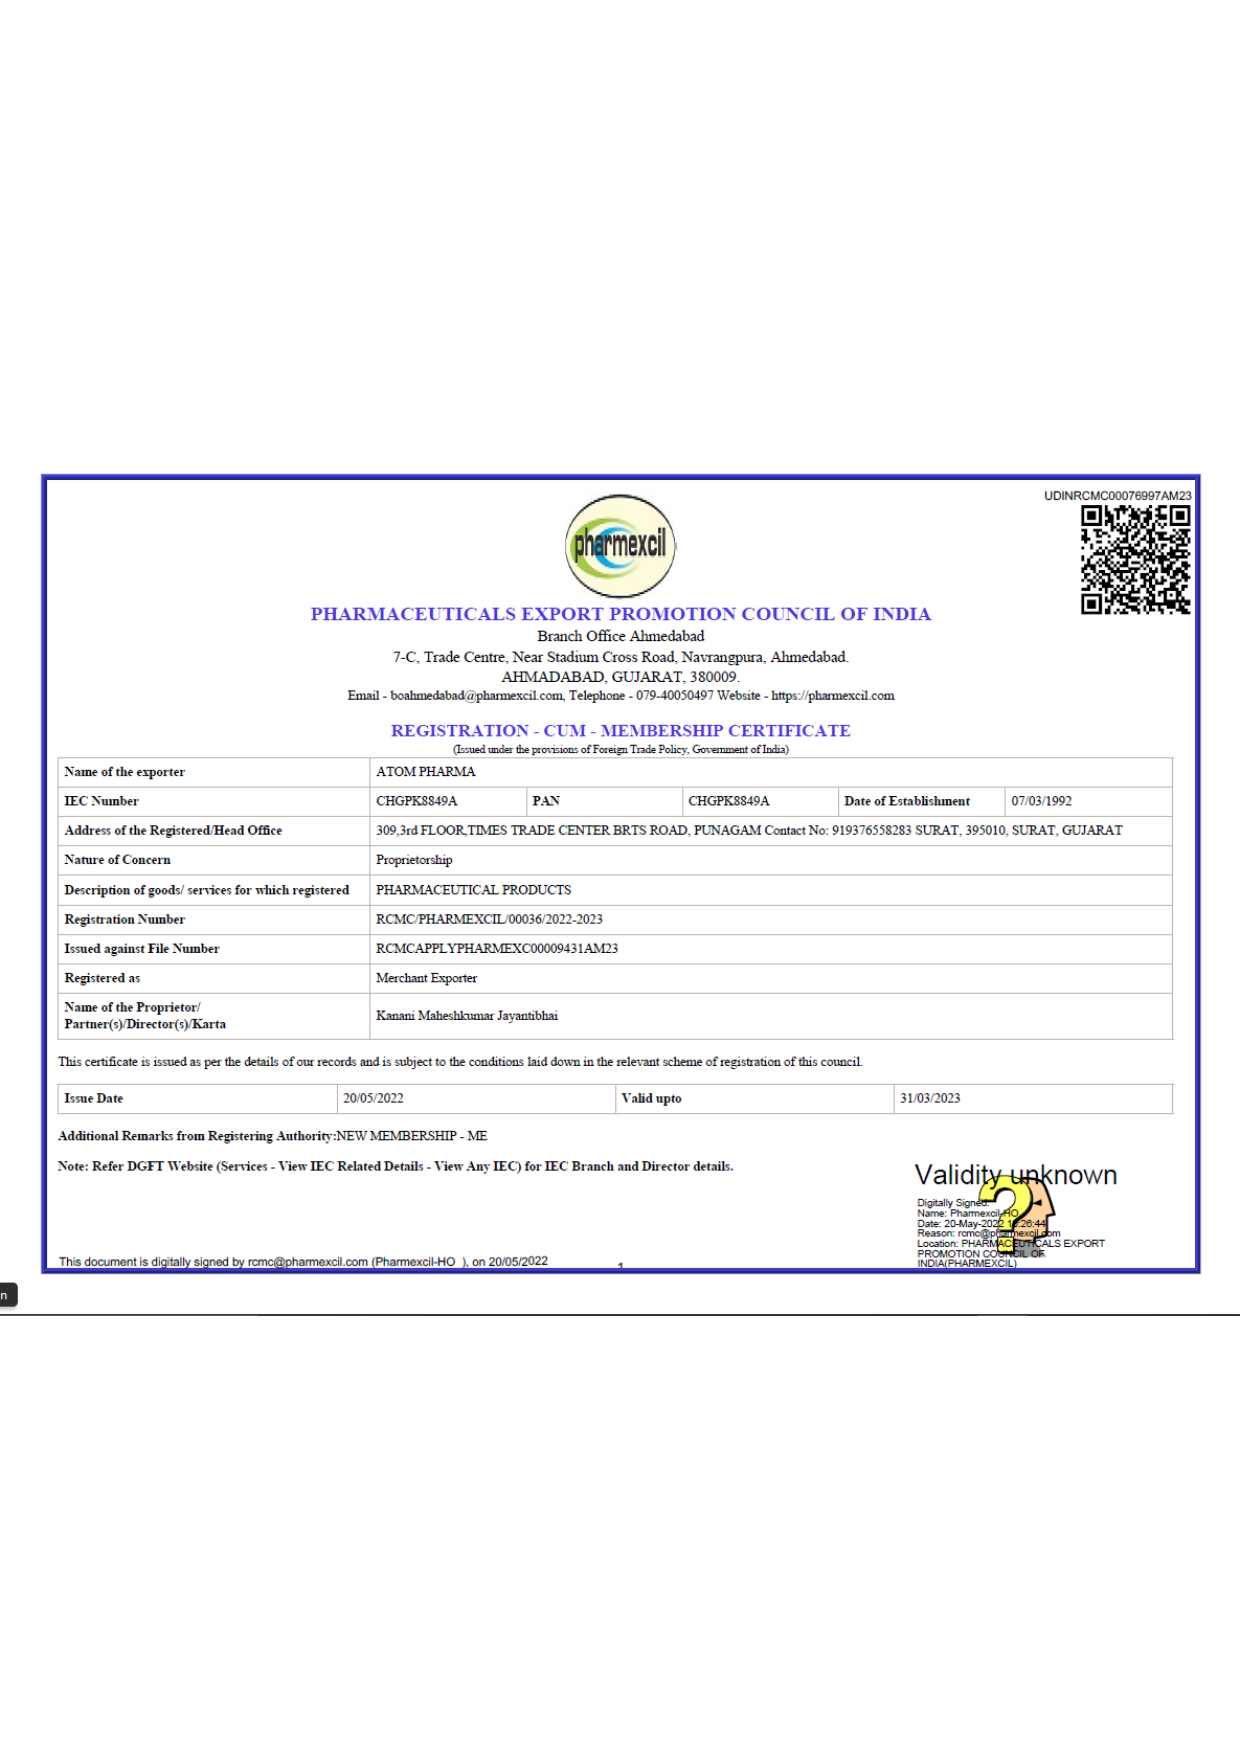 UDINRCMC00076997AM23
pharmexcil
PHARMACEUTICALS EXPORT PROMOTION COUNCIL OF INDIA
Branch Office Ahmedabad
7-C, Trade Centre, Near Stadium Cross Road, Navrangpura, Ahmedabad.
AHMADABAD, GUJARAT, 380009.
Email - boahmedabad@pharmexcil.com, Telephone - 079-40050497 Website - https://pharmexcil.com
REGISTRATION - CUM - MEMBERSHIP CERTIFICATE
(Issued under the provisions of Foreign Trade Policy, Government of India)
Name of the exporter ATOM PHARMA
IEC Number CHGPK8849A PAN CHGPK8849A Date of Establishment 07/03/1992
Address of the Registered/Head Office 309,3rd FLOOR,TIMES TRADE CENTER BRTS ROAD, PUNAGAM Contact No: 919376558283 SURAT, 395010, SURAT, GUJARAT
Nature of Concern Proprietorship
Description of goods/ services for which registered PHARMACEUTICAL PRODUCTS
Registration Number RCMC/PHARMEXCIL/00036/2022-2023
Issued against File Number RCMCAPPLYPHARMEXC00009431AM23
Registered as Merchant Exporter
Name of the Proprietor/
Partner(s)/Director(s)/Karta Kanani Maheshkumar Jayantibhai
This certificate is issued as per the details of our records and is subject to the conditions laid down in the relevant scheme of registration of this council.
Issue Date 20/05/2022 Valid upto 31/03/2023
Additional Remarks from Registering Authority:NEW MEMBERSHIP - ME
Note: Refer DGFT Website (Services - View IEC Related Details - View Any IEC) for IEC Branch and Director details.
Validity unknown
Digitally Signed.
Name: Pharmexcil-HO
Date: 20-May-2022
Reason: rcmc@pharmexcil.com
Location: PHARMACEUTICALS EXPORT
PROMOTION COUNCIL OF
INDIA(PHARMEXCIL)
This document is digitally signed by rcmc@pharmexcil.com (Pharmexcil-HO ), on 20/05/2022
1
n